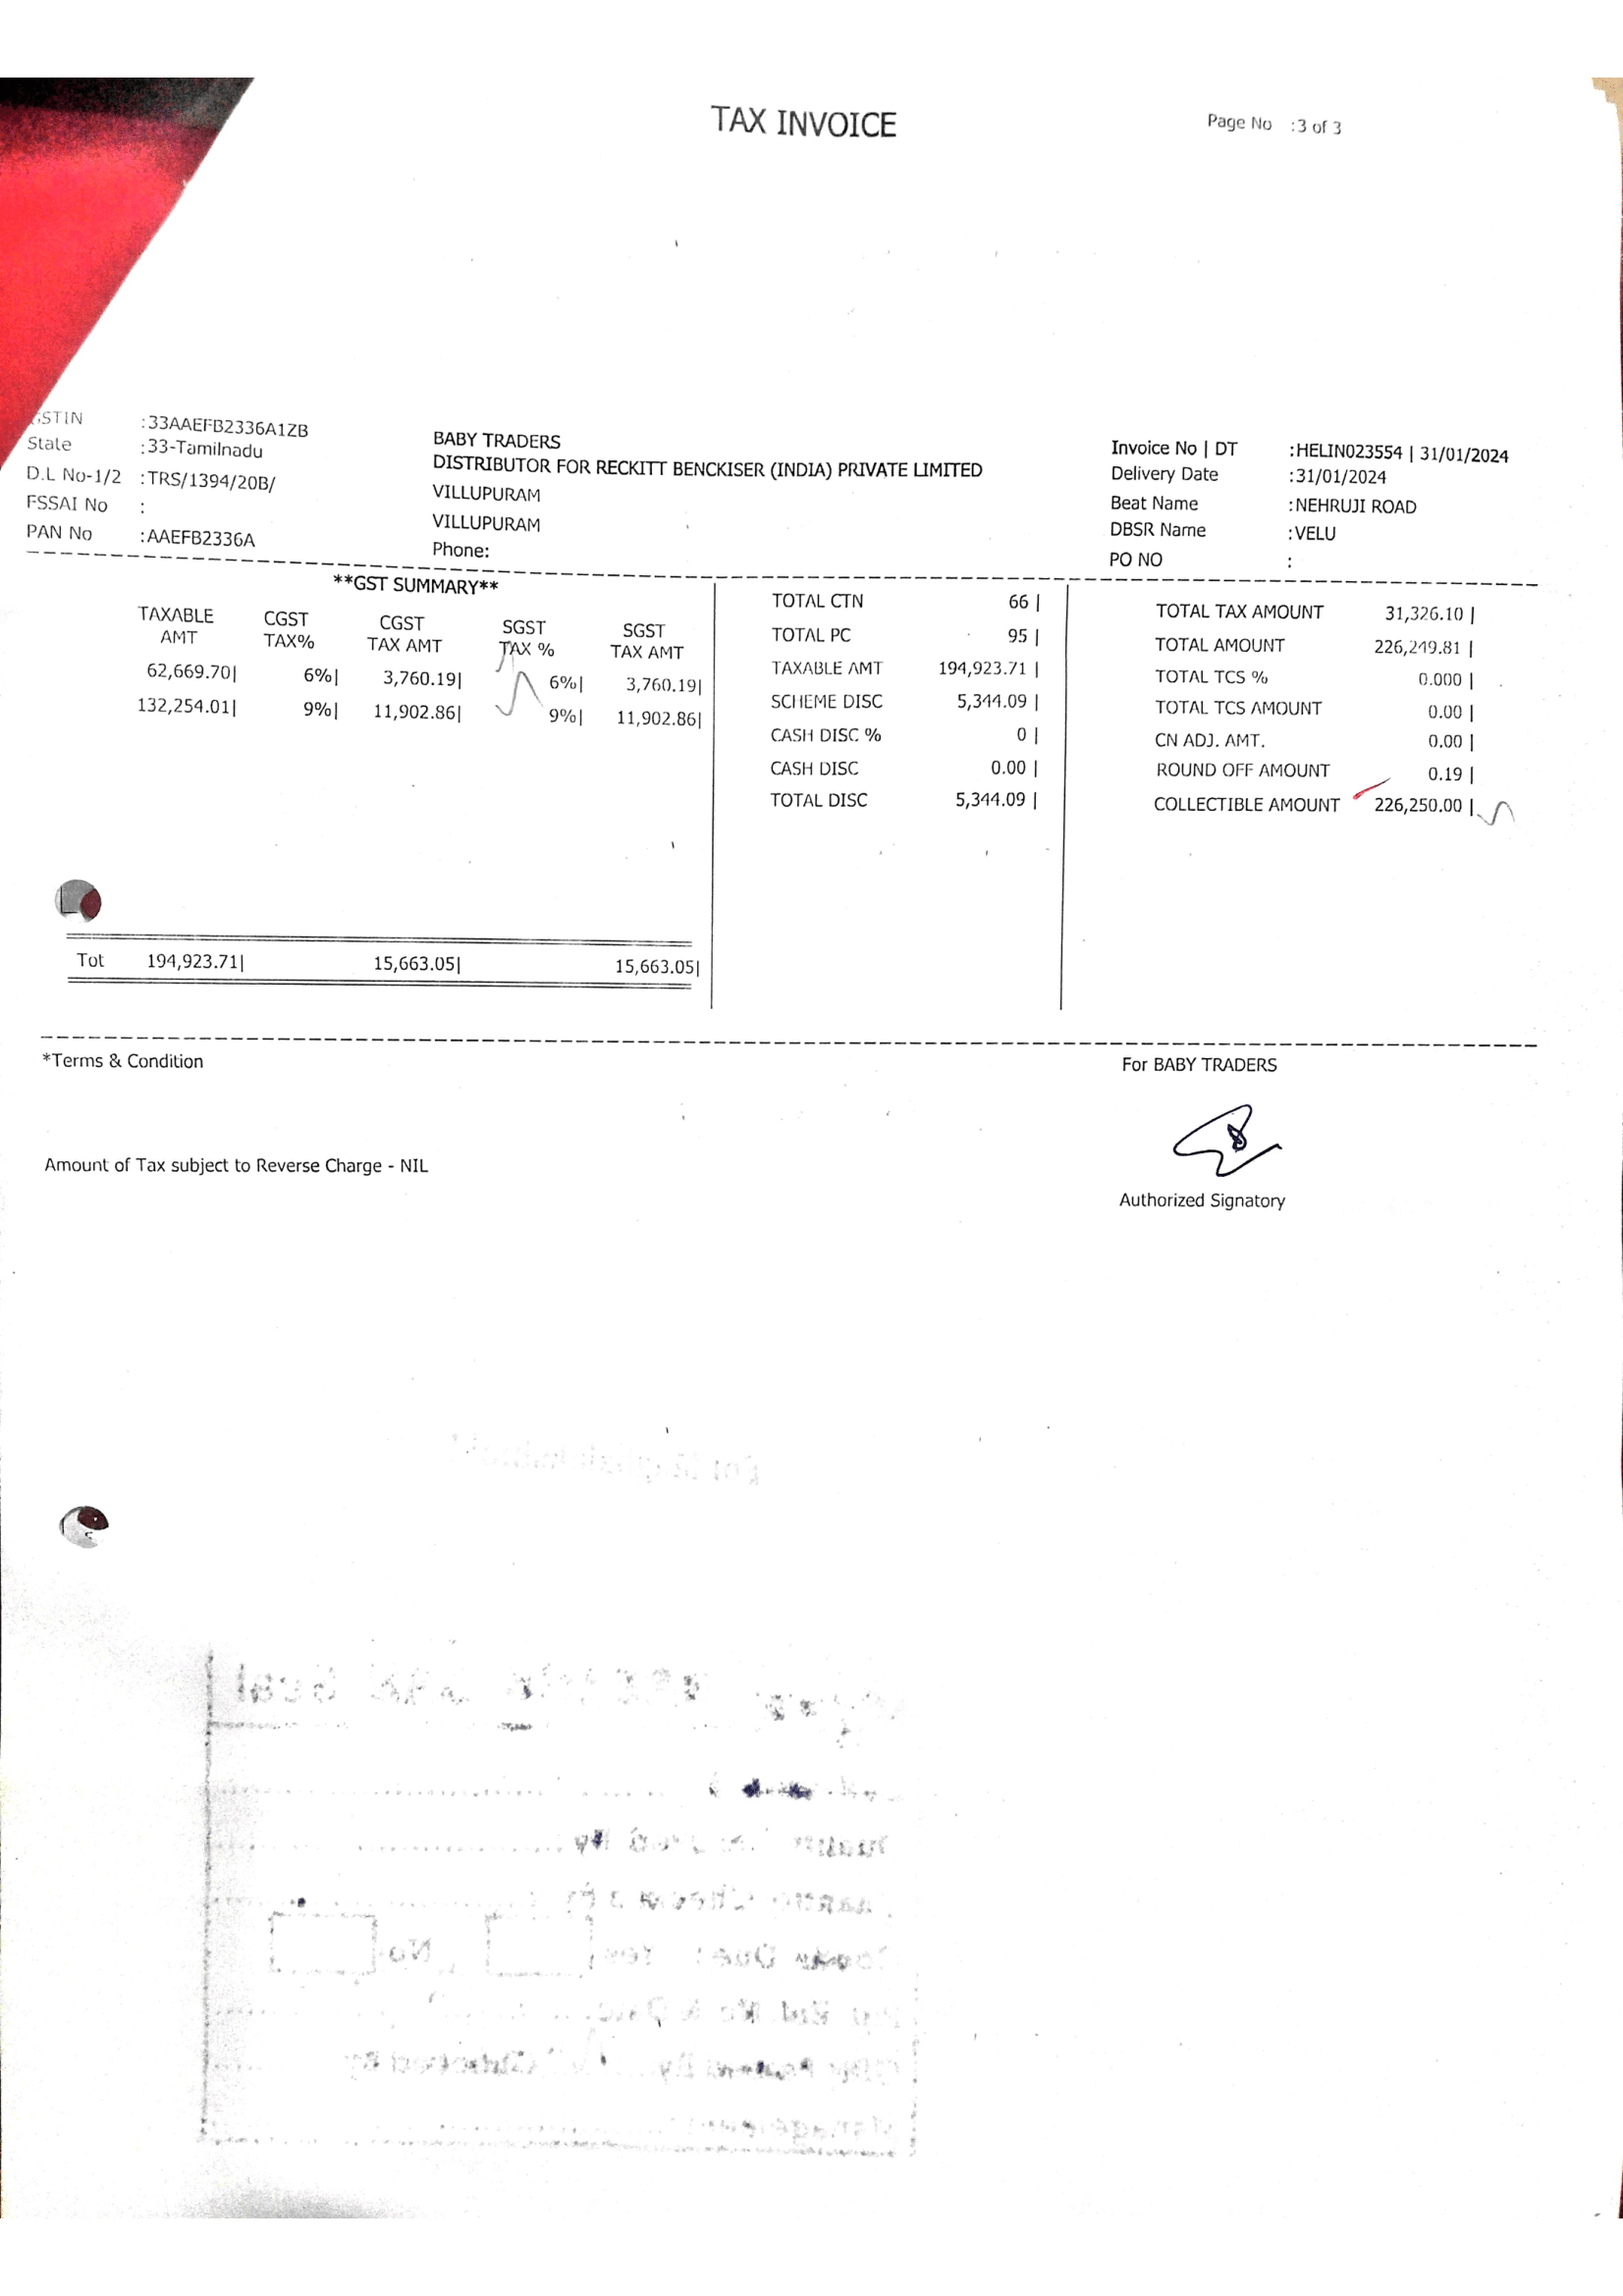 TAX INVOICE
Page No :3 of 3
GSTIN :33AAEFB2336A1ZB
State :33-Tamilnadu
D.L No-1/2 :TRS/1394/20B/
FSSAI No :
PAN No :AAEFB2336A
BABY TRADERS
DISTRIBUTOR FOR RECKITT BENCKISER (INDIA) PRIVATE LIMITED
VILLUPURAM
VILLUPURAM
Phone:
Invoice No | DT :HELIN023554 | 31/01/2024
Delivery Date :31/01/2024
Beat Name :NEHRUJI ROAD
DBSR Name :VELU
PO NO :
**GST SUMMARY**
TAXABLE AMT CGST TAX% CGST TAX AMT SGST TAX % SGST TAX AMT
62,669.70| 6%| 3,760.19| 6%| 3,760.19|
132,254.01| 9%| 11,902.86| 9%| 11,902.86|
Tot 194,923.71| 15,663.05| 15,663.05|
TOTAL CTN 66 |
TOTAL PC 95 |
TAXABLE AMT 194,923.71 |
SCHEME DISC 5,344.09 |
CASH DISC % 0 |
CASH DISC 0.00 |
TOTAL DISC 5,344.09 |
TOTAL TAX AMOUNT 31,326.10 |
TOTAL AMOUNT 226,249.81 |
TOTAL TCS % 0.000 |
TOTAL TCS AMOUNT 0.00 |
CN ADJ. AMT. 0.00 |
ROUND OFF AMOUNT 0.19 |
COLLECTIBLE AMOUNT 226,250.00 |
*Terms & Condition
For BABY TRADERS
Amount of Tax subject to Reverse Charge - NIL
Authorized Signatory